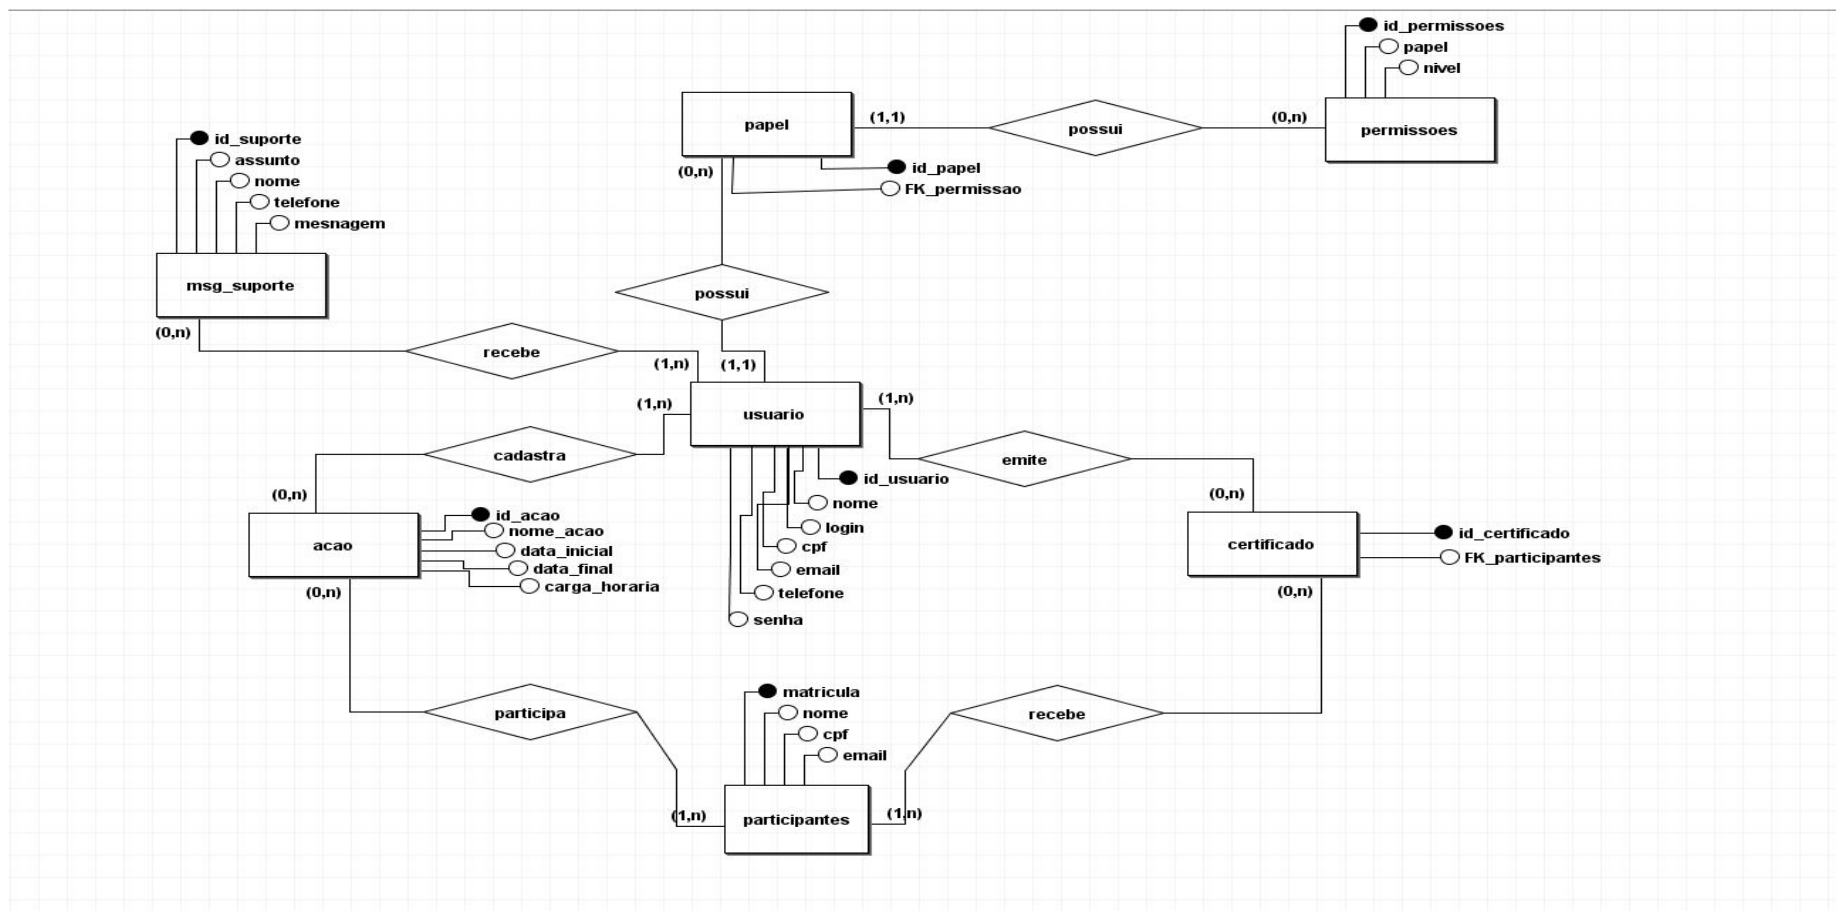 id_permissoes
papel
nivel
papel
(1,1)
possui
(0,n)
permissoes
id_suporte
assunto
nome
telefone
mesnagem
(0,n)
id_papel
FK_permissao
msg_suporte
possui
(0,n)
recebe
(1,n)
(1,1)
usuario
(1,n)
(1,n)
cadastra
emite
(0,n)
(0,n)
id_usuario
nome
login
cpf
email
telefone
senha
acao
id_acao
nome_acao
data_inicial
data_final
carga_horaria
(0,n)
certificado
id_certificado
FK_participantes
(0,n)
participa
matricula
nome
cpf
email
recebe
(1,n)
participantes
(1,n)